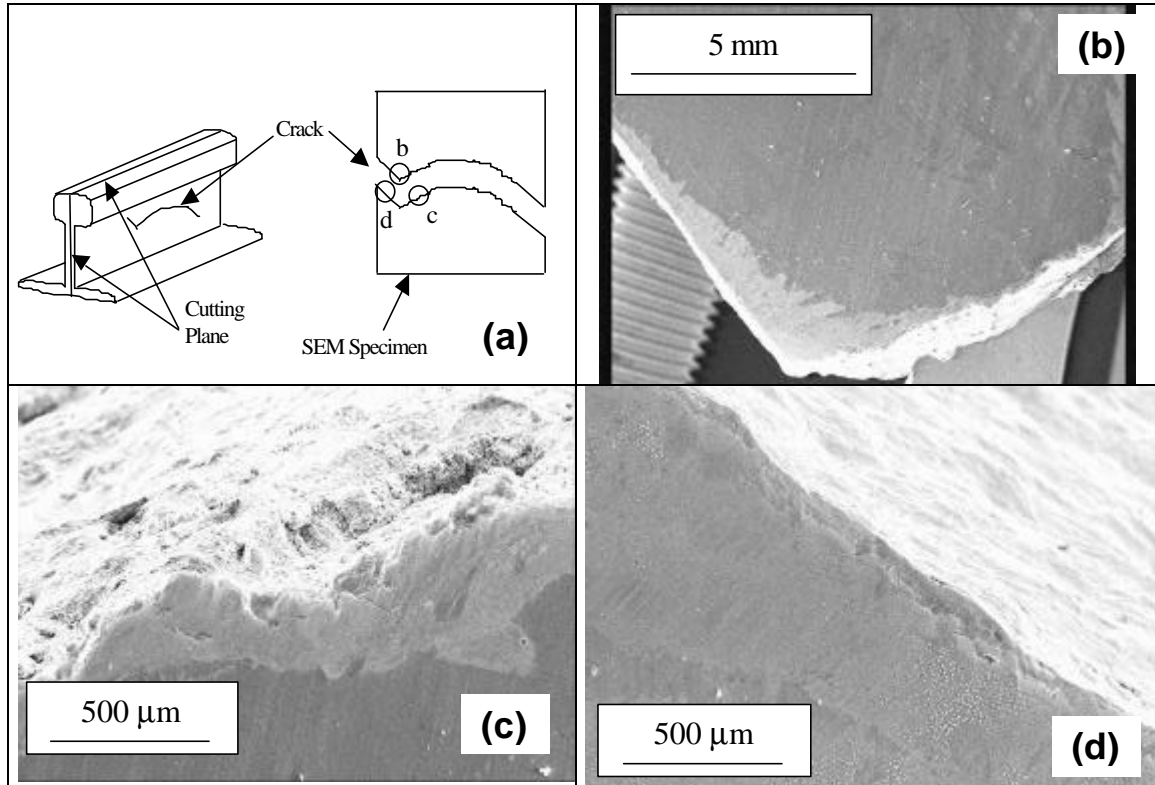 Crack
b
c
d
Cutting
Plane
SEM Specimen
(a)
5 mm
(b)
500 μm
(c)
500 μm
(d)